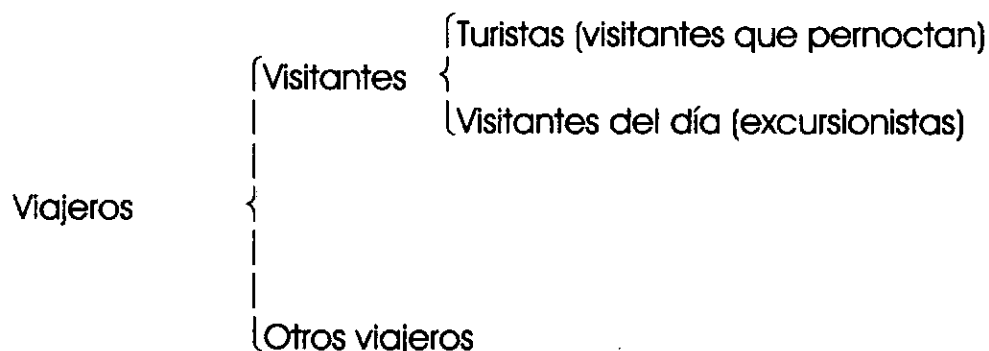 Turistas (visitantes que pernoctan)
Visitantes
Visitantes del día (excursionistas)
Viajeros
Otros viajeros